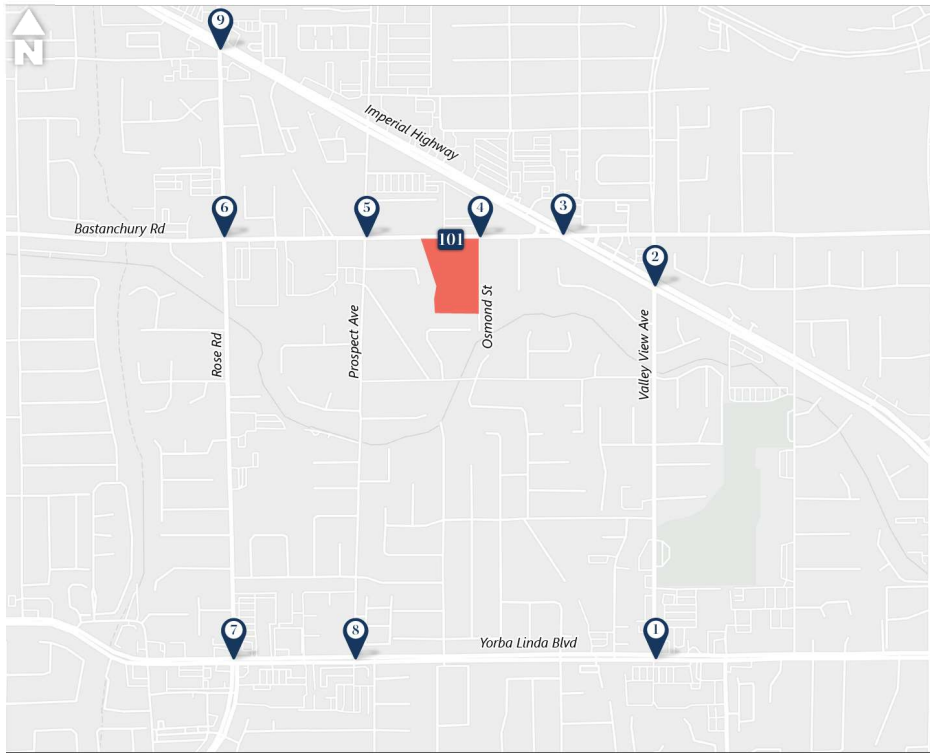 9
N
Imperial Highway
6
5
4
3
Bastanchury Rd
101
2
Osmond St
Rose Rd
Prospect Ave
Valley View Ave
7
8
1
Yorba Linda Blvd